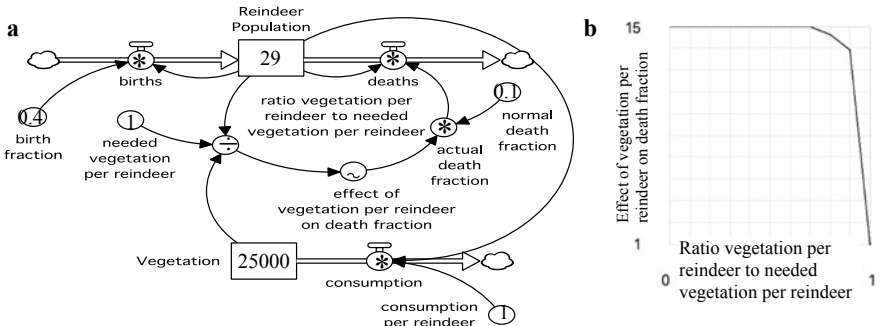 a
Reindeer
Population
29
births
deaths
0.4
birth
fraction
1
needed
vegetation
per reindeer
ratio vegetation per
reindeer to needed
vegetation per reindeer
0.1
normal
death
fraction
actual
death
fraction
effect of
vegetation per reindeer
on death fraction
Vegetation
25000
consumption
consumption
per reindeer
1
b
15
Effect of vegetation per
reindeer on death fraction
1
0
Ratio vegetation per
reindeer to needed
vegetation per reindeer
1